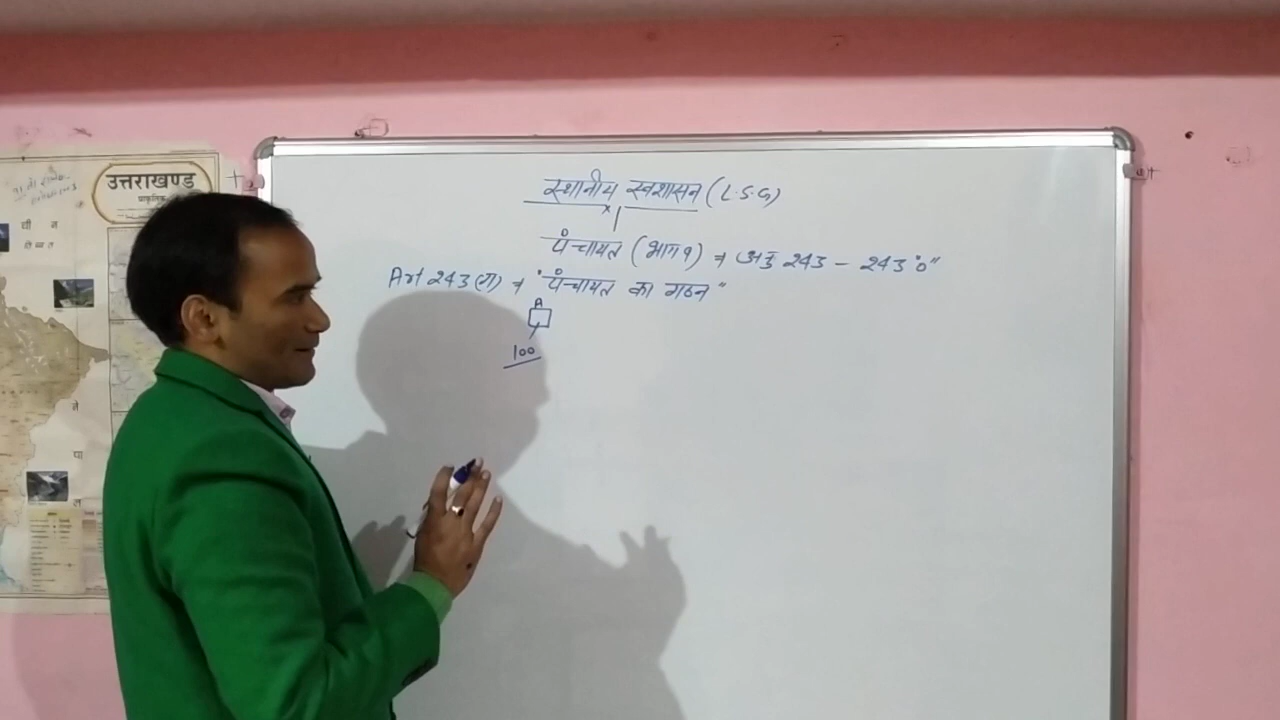 स्थानीय स्वशासन (L.S.G)
पंचायत (भाग 9) → अनु 243 - 243 "O"
Art 243(ग) → "पंचायत का गठन"
A
100
उत्तराखण्ड
ची न
ने
पा
ल